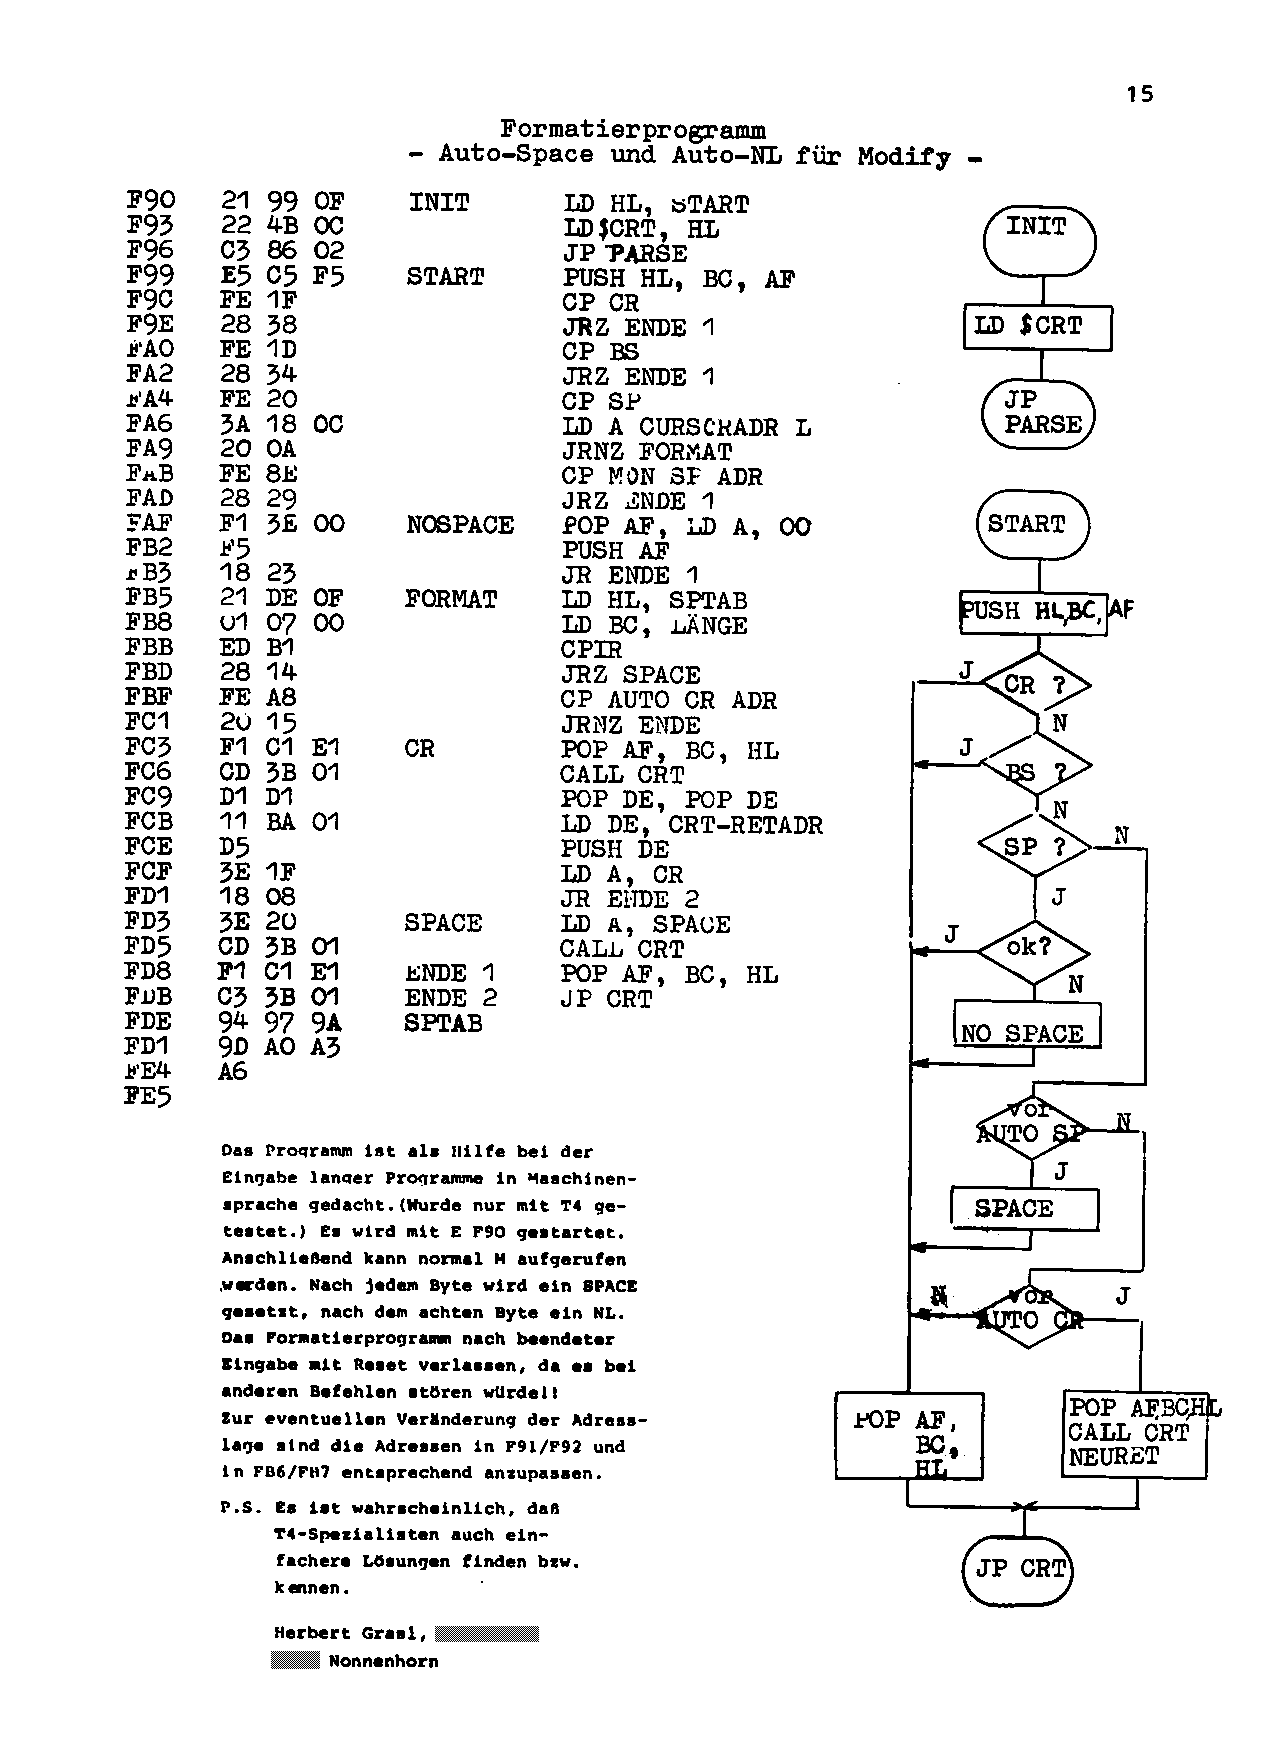 15
Formatierprogramm
- Auto-Space und Auto-NL für Modify -
F90 21 99 0F INIT LD HL, START
F93 22 4B 0C LD $CRT, HL
F96 C3 86 02 JP PARSE
F99 E5 C5 F5 START PUSH HL, BC, AF
F9C FE 1F CP CR
F9E 28 38 JRZ ENDE 1
FA0 FE 1D CP BS
FA2 28 34 JRZ ENDE 1
FA4 FE 20 CP SP
FA6 3A 18 0C LD A CURSORADR L
FA9 20 0A JRNZ FORMAT
FAB FE 8E CP MON SP ADR
FAD 28 29 JRZ ENDE 1
FAF F1 3E 00 NOSPACE POP AF, LD A, 00
FB2 F5 PUSH AF
FB3 18 23 JR ENDE 1
FB5 21 DE 0F FORMAT LD HL, SPTAB
FB8 01 07 00 LD BC, LÄNGE
FBB ED B1 CPIR
FBD 28 14 JRZ SPACE
FBF FE A8 CP AUTO CR ADR
FC1 20 15 JRNZ ENDE
FC3 F1 C1 E1 CR POP AF, BC, HL
FC6 CD 3B 01 CALL CRT
FC9 D1 D1 POP DE, POP DE
FCB 11 BA 01 LD DE, CRT-RETADR
FCE D5 PUSH DE
FCF 3E 1F LD A, CR
FD1 18 08 JR ENDE 2
FD3 3E 20 SPACE LD A, SPACE
FD5 CD 3B 01 CALL CRT
FD8 F1 C1 E1 ENDE 1 POP AF, BC, HL
FDB C3 3B 01 ENDE 2 JP CRT
FDE 94 97 9A SPTAB
FD1 9D A0 A3
FE4 A6
FE5
Das Programm ist als Hilfe bei der
Eingabe langer Programme in Maschinen-
sprache gedacht.(Wurde nur mit T4 ge-
testet.) Es wird mit E F90 gestartet.
Anschließend kann normal M aufgerufen
werden. Nach jedem Byte wird ein SPACE
gesetzt, nach dem achten Byte ein NL.
Das Formatierprogramm nach beendeter
Eingabe mit Reset verlassen, da es bei
anderen Befehlen stören würde!!
Zur eventuellen Veränderung der Adress-
lage sind die Adressen in F91/F92 und
in FB6/FB7 entsprechend anzupassen.
P.S. Es ist wahrscheinlich, daß
T4-Spezialisten auch ein-
fachere Lösungen finden bzw.
kennen.
Herbert Grasl,
Nonnenhorn
INIT
LD $CRT
JP
PARSE
START
PUSH HL,BC,AF
J
CR ?
N
J
BS ?
N
SP ?
N
J
J
ok?
N
NO SPACE
vor
AUTO SP
N
J
SPACE
N
vor
AUTO CR
J
POP AF,
BC,
HL
POP AF,BC,HL
CALL CRT
NEURET
JP CRT